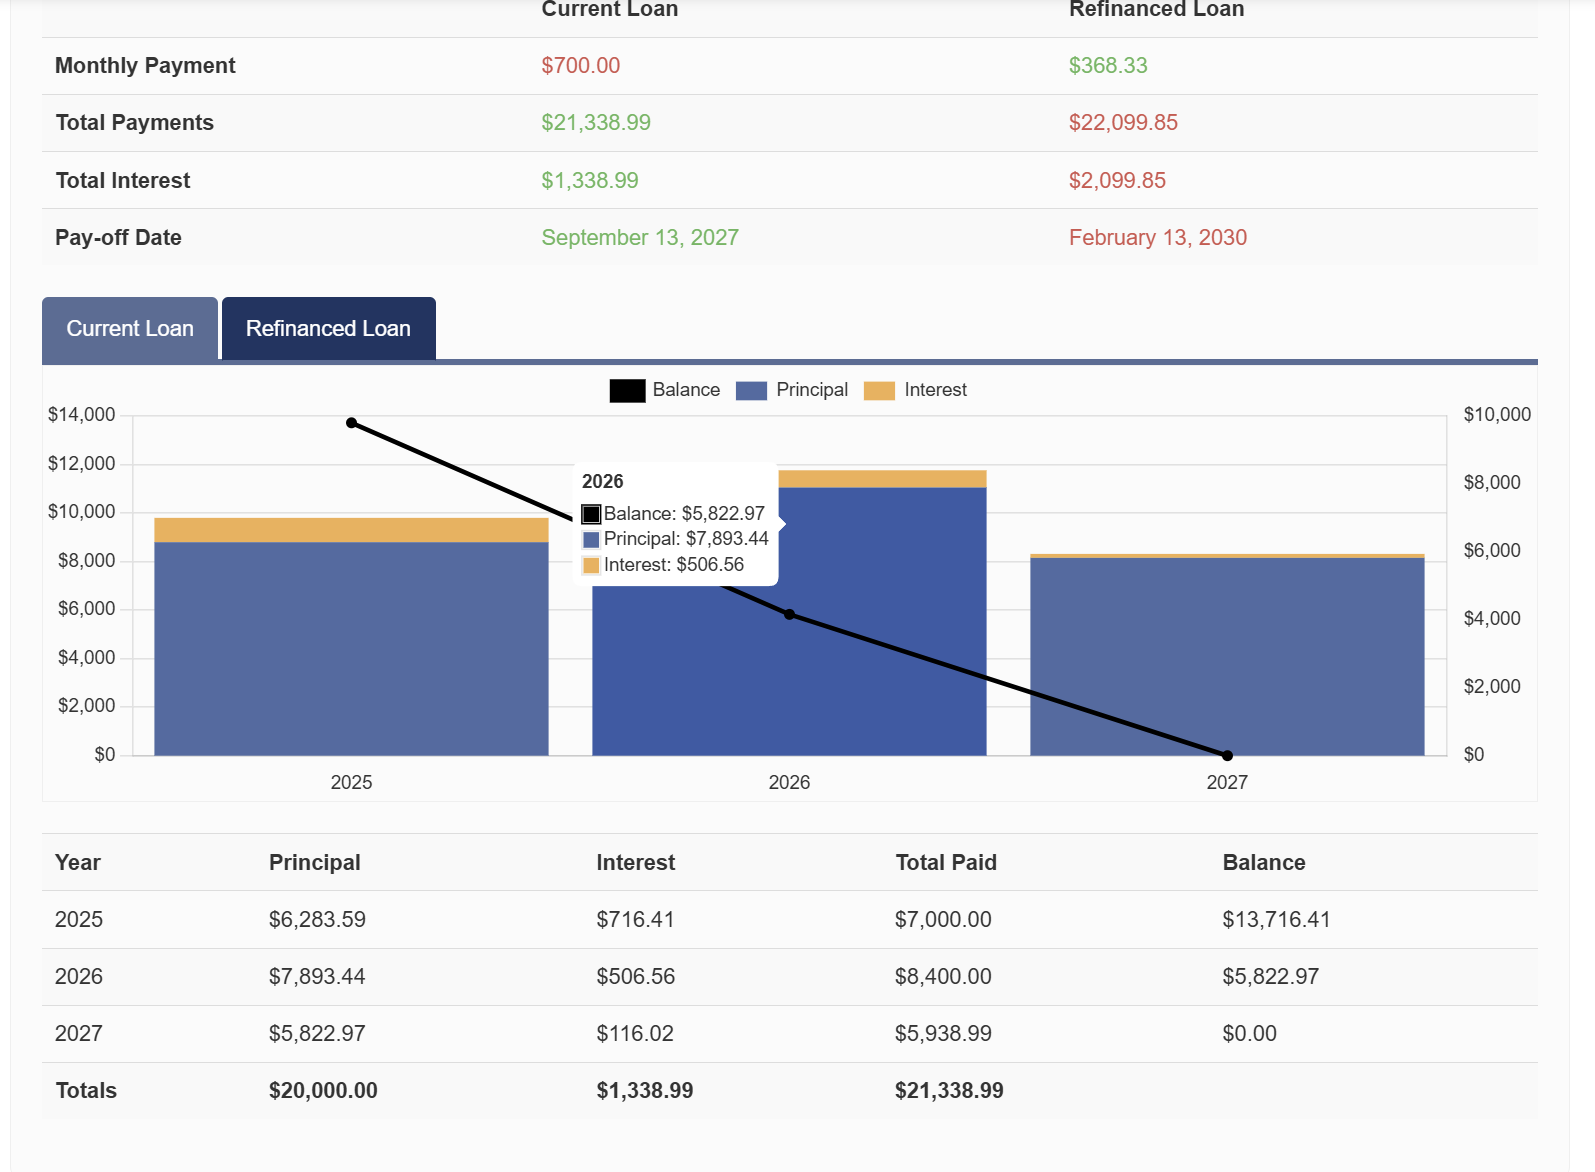 Current Loan Refinanced Loan
Monthly Payment $700.00 $368.33
Total Payments $21,338.99 $22,099.85
Total Interest $1,338.99 $2,099.85
Pay-off Date September 13, 2027 February 13, 2030
Current Loan Refinanced Loan
Balance Principal Interest
$14,000 $10,000
$12,000
$8,000
2026
$10,000
Balance: $5,822.97
Principal: $7,893.44
$6,000
$8,000
Interest: $506.56
$6,000
$4,000
$4,000
$2,000
$2,000
$0 $0
2025 2026 2027
Year Principal Interest Total Paid Balance
2025 $6,283.59 $716.41 $7,000.00 $13,716.41
2026 $7,893.44 $506.56 $8,400.00 $5,822.97
2027 $5,822.97 $116.02 $5,938.99 $0.00
Totals $20,000.00 $1,338.99 $21,338.99